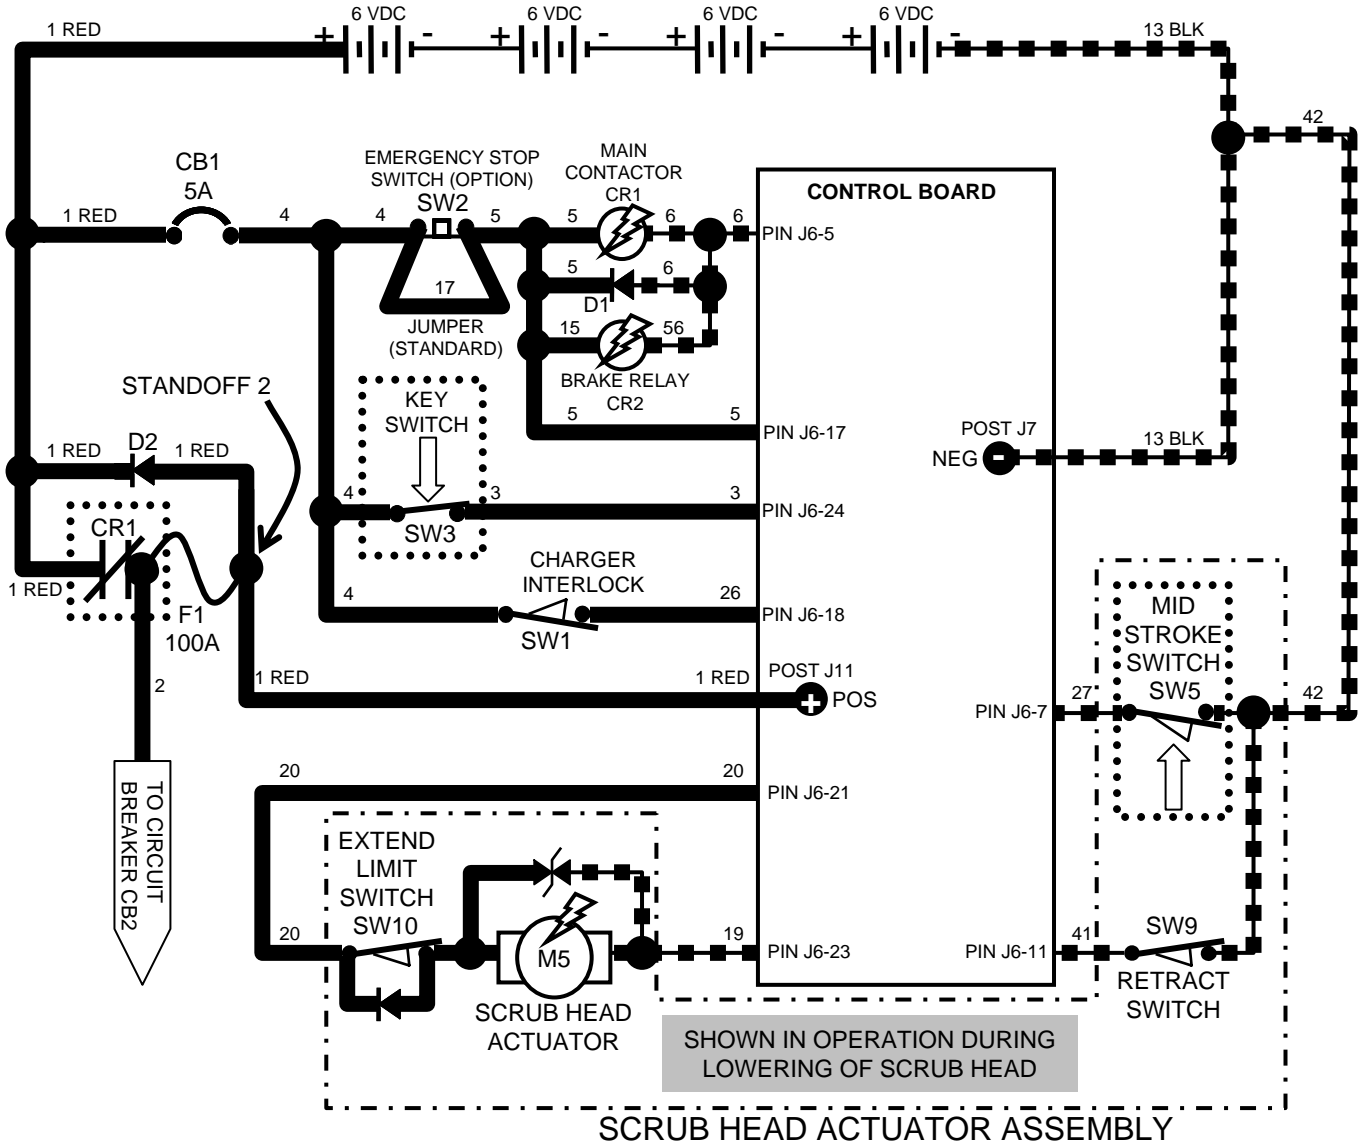 6 VDC
6 VDC
6 VDC
6 VDC
1 RED
+
-
+
-
+
-
+
-
13 BLK
42
CB1
5A
EMERGENCY STOP
SWITCH (OPTION)
SW2
MAIN
CONTACTOR
CR1
CONTROL BOARD
1 RED
4
4
5
5
6
6
PIN J6-5
5
6
D1
17
JUMPER
(STANDARD)
15
56
BRAKE RELAY
CR2
STANDOFF 2
KEY
SWITCH
5
5
PIN J6-17
POST J7
NEG
-
13 BLK
1 RED
D2
1 RED
4
3
3
PIN J6-24
SW3
CR1
1 RED
F1
100A
CHARGER
INTERLOCK
4
26
PIN J6-18
SW1
MID
STROKE
SWITCH
SW5
2
1 RED
1 RED
POST J11
+
POS
PIN J6-7
27
42
TO CIRCUIT
BREAKER CB2
20
20
PIN J6-21
EXTEND
LIMIT
SWITCH
SW10
20
M5
19
PIN J6-23
PIN J6-11
41
SW9
RETRACT
SWITCH
SCRUB HEAD
ACTUATOR
SHOWN IN OPERATION DURING
LOWERING OF SCRUB HEAD
SCRUB HEAD ACTUATOR ASSEMBLY